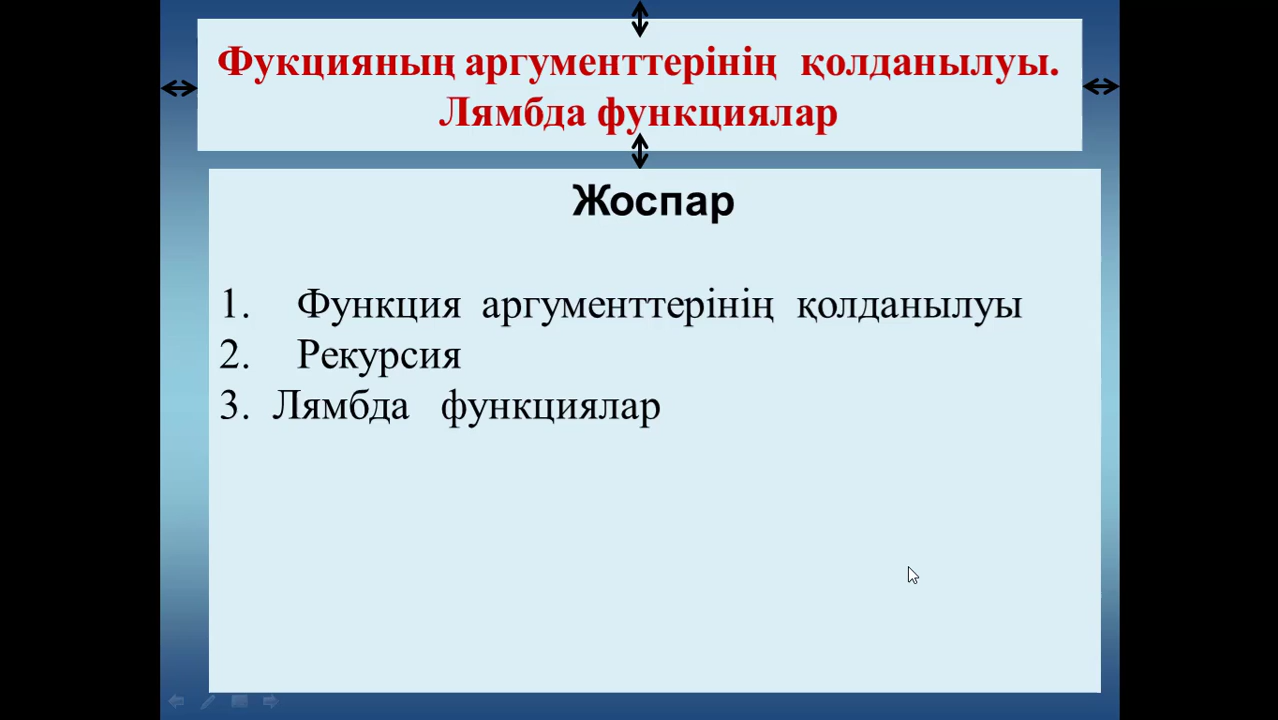 Фукцияның аргументтерінің қолданылуы.
Лямбда функциялар
Жоспар
1. Функция аргументтерінің қолданылуы
2. Рекурсия
3. Лямбда функциялар